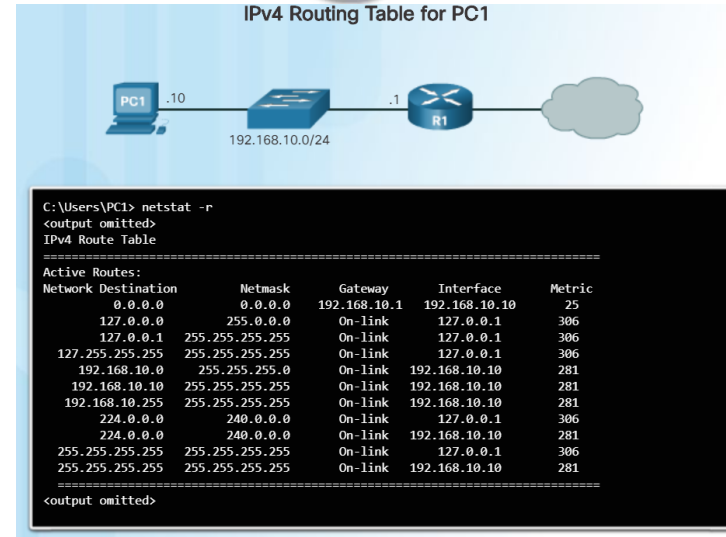 IPv4 Routing Table for PC1
PC1
.10
.1
R1
192.168.10.0/24
C:\Users\PC1> netstat -r
<output omitted>
IPv4 Route Table
===============================================================================
Active Routes:
Network Destination Netmask Gateway Interface Metric
0.0.0.0 0.0.0.0 192.168.10.1 192.168.10.10 25
127.0.0.0 255.0.0.0 On-link 127.0.0.1 306
127.0.0.1 255.255.255.255 On-link 127.0.0.1 306
127.255.255.255 255.255.255.255 On-link 127.0.0.1 306
192.168.10.0 255.255.255.0 On-link 192.168.10.10 281
192.168.10.10 255.255.255.255 On-link 192.168.10.10 281
192.168.10.255 255.255.255.255 On-link 192.168.10.10 281
224.0.0.0 240.0.0.0 On-link 127.0.0.1 306
224.0.0.0 240.0.0.0 On-link 192.168.10.10 281
255.255.255.255 255.255.255.255 On-link 127.0.0.1 306
255.255.255.255 255.255.255.255 On-link 192.168.10.10 281
=============================================================================
<output omitted>